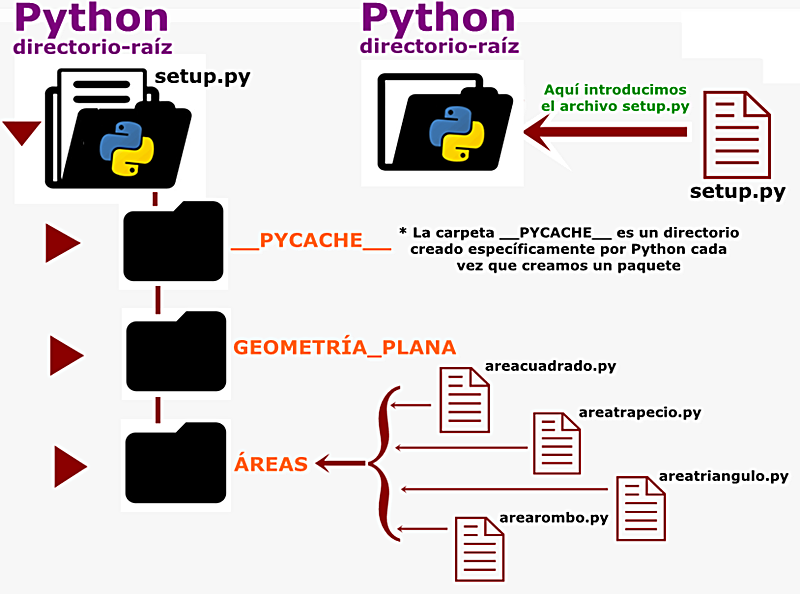 Python
directorio-raíz
setup.py
Python
directorio-raíz
Aquí introducimos
el archivo setup.py
setup.py
__PYCACHE__
* La carpeta __PYCACHE__ es un directorio
creado específicamente por Python cada
vez que creamos un paquete
GEOMETRÍA_PLANA
areacuadrado.py
areatrapecio.py
ÁREAS
areatriangulo.py
arearombo.py